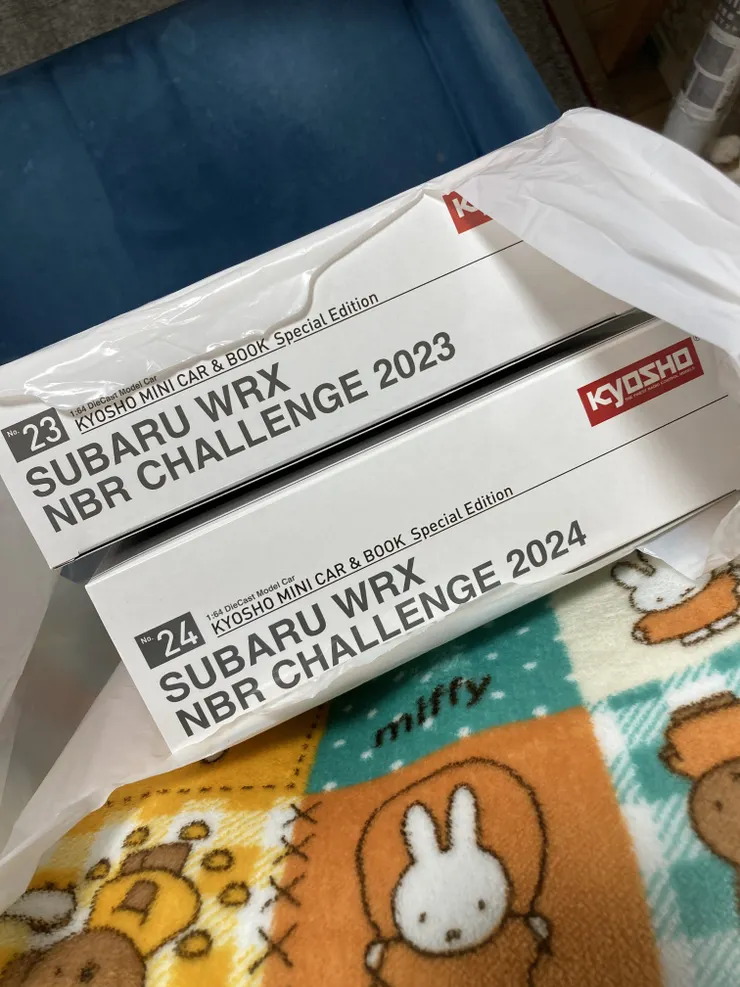 No. 23
1:64 DieCast Model Car
KYOSHO MINI CAR & BOOK Special Edition
SUBARU WRX
NBR CHALLENGE 2023
KYOSHO
No. 24
1:64 DieCast Model Car
KYOSHO MINI CAR & BOOK Special Edition
SUBARU WRX
NBR CHALLENGE 2024
miffy